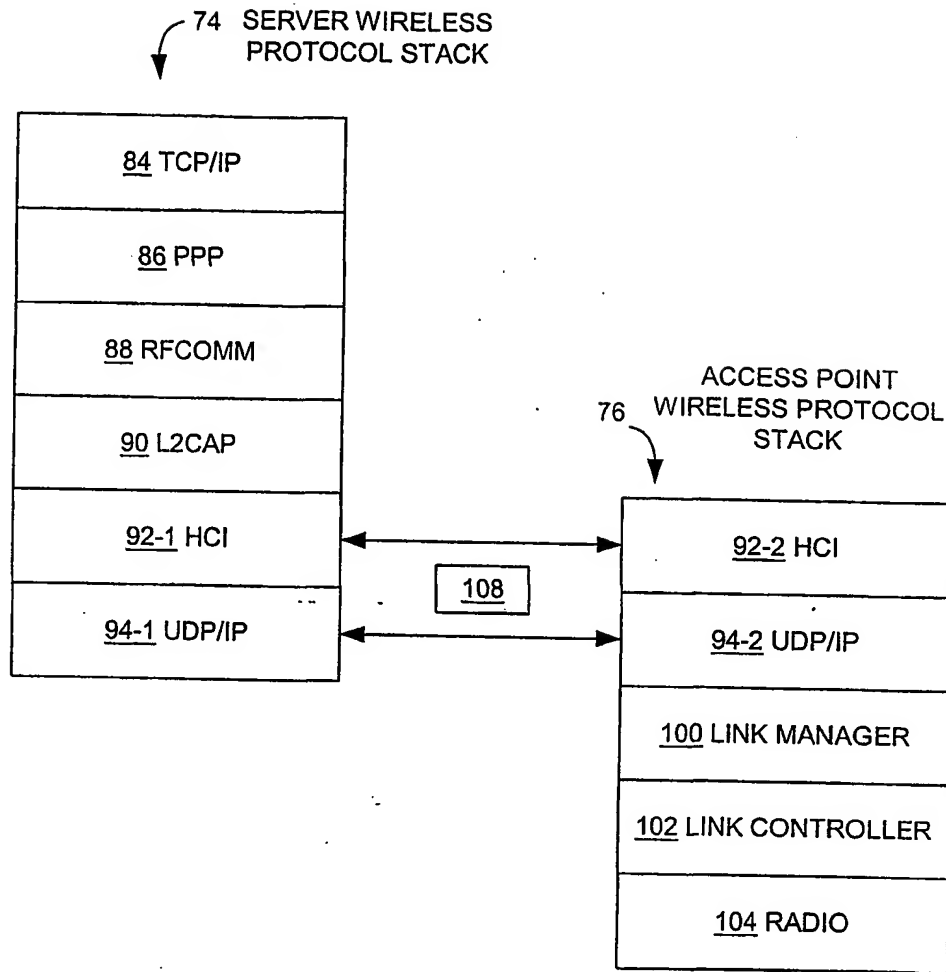 74 SERVER WIRELESS
PROTOCOL STACK
84 TCP/IP
86 PPP
88 RFCOMM
90 L2CAP
92-1 HCI
94-1 UDP/IP
108
ACCESS POINT
76 WIRELESS PROTOCOL
STACK
92-2 HCI
94-2 UDP/IP
100 LINK MANAGER
102 LINK CONTROLLER
104 RADIO